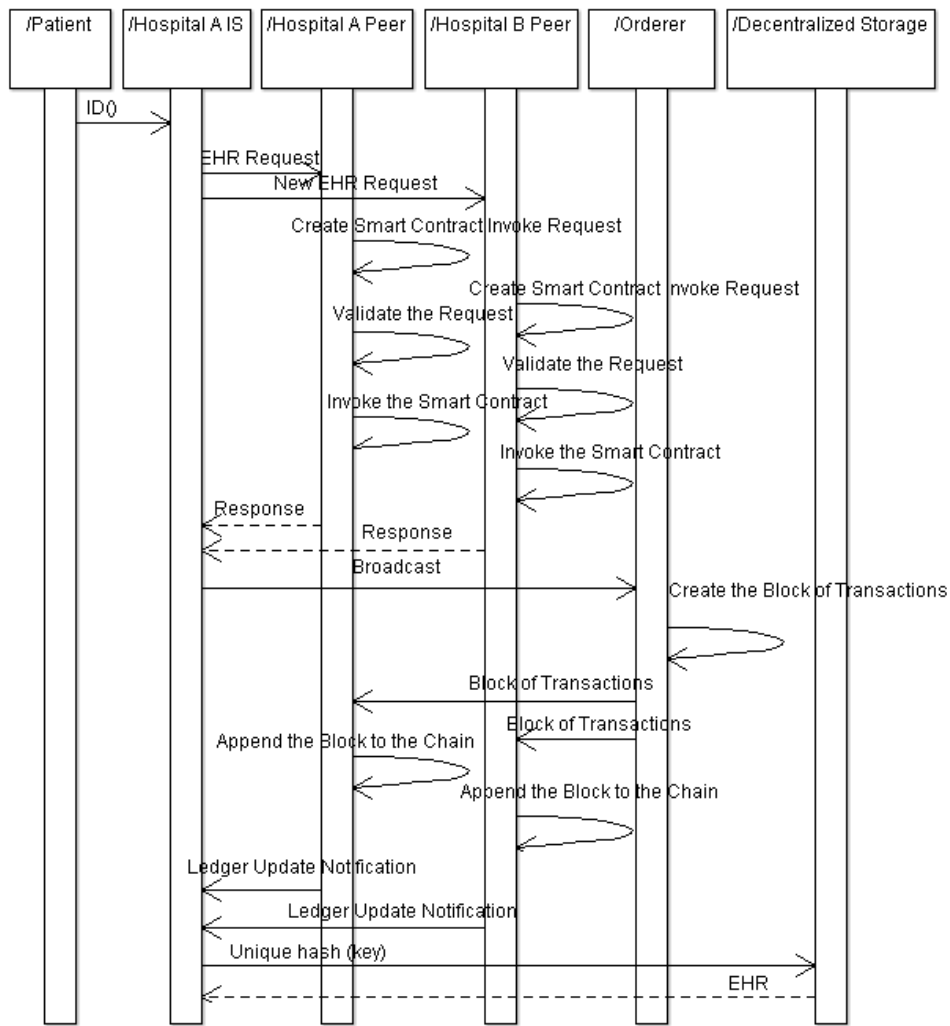 /Patient
/Hospital A IS
/Hospital A Peer
/Hospital B Peer
/Orderer
/Decentralized Storage
ID()
EHR Request
New EHR Request
Create Smart Contract Invoke Request
Create Smart Contract Invoke Request
Validate the Request
Validate the Request
Invoke the Smart Contract
Invoke the Smart Contract
Response
Response
Broadcast
Create the Block of Transactions
Block of Transactions
Block of Transactions
Append the Block to the Chain
Append the Block to the Chain
Ledger Update Notification
Ledger Update Notification
Unique hash (key)
EHR